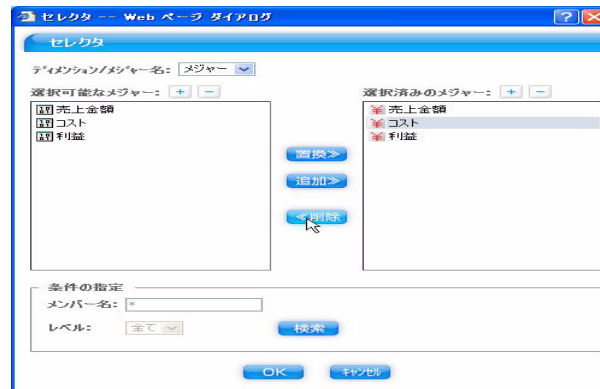 セレクタ -- Web ページ ダイアログ
セレクタ
ディメンション/メジャー名: メジャー
選択可能なメジャー: + -
選択済みのメジャー: + -
売上金額
コスト
利益
売上金額
コスト
利益
置換≫
追加≫
≪削除
条件の指定
メンバー名: *
レベル: 全て
検索
OK キャンセル